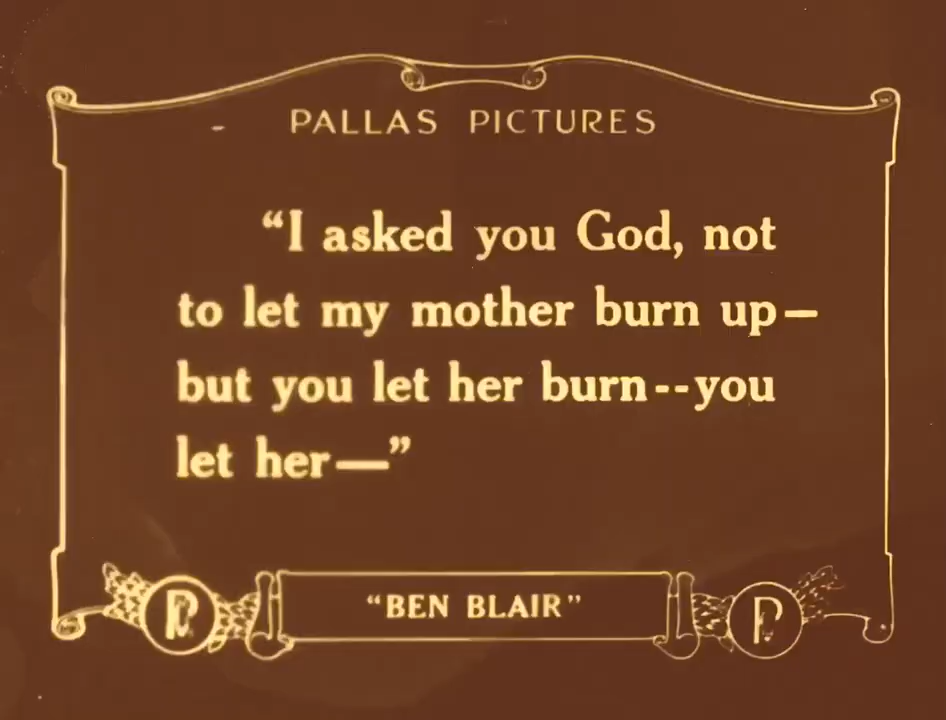 PALLAS PICTURES
“I asked you God, not
to let my mother burn up—
but you let her burn--you
let her—”
“BEN BLAIR”
P